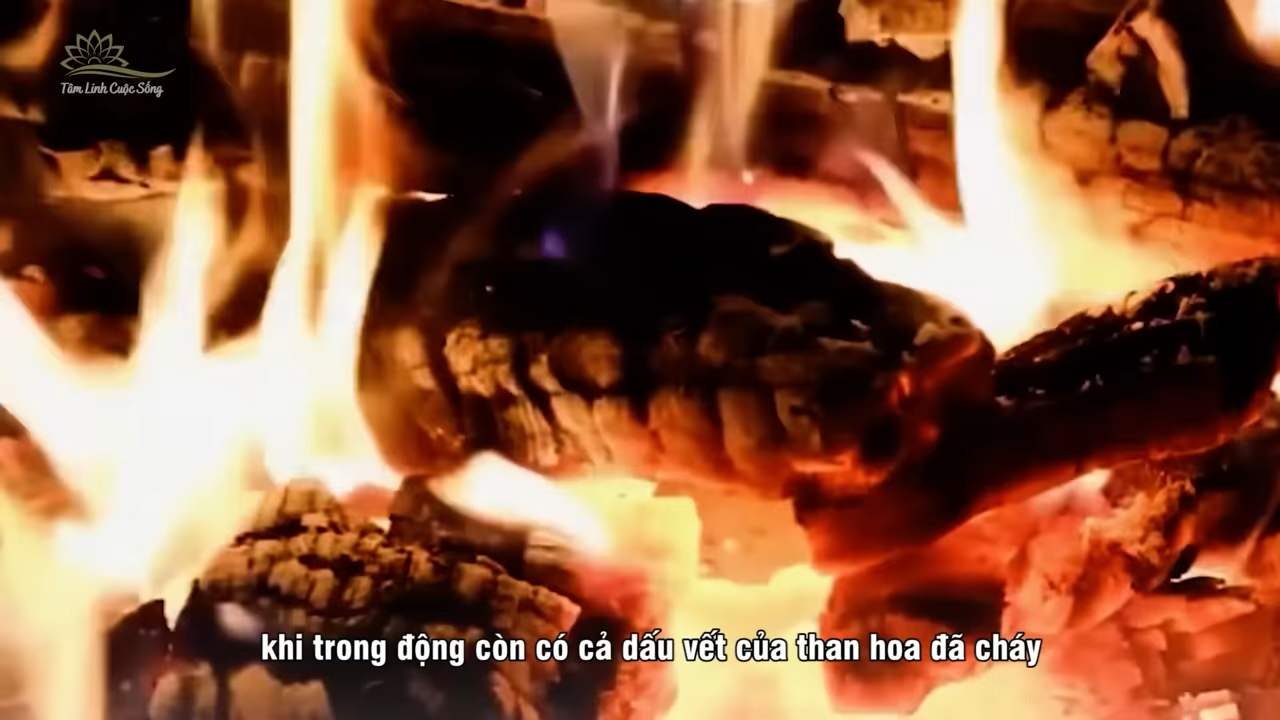 Tâm Linh Cuộc Sống
khi trong động còn có cả dấu vết của than hoa đã cháy